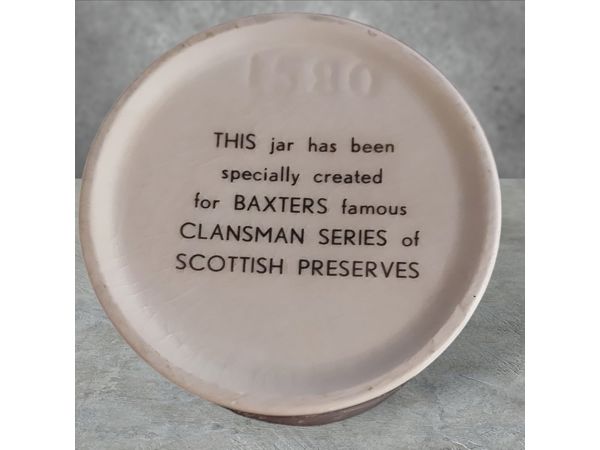 THIS jar has been
specially created
for BAXTERS famous
CLANSMAN SERIES of
SCOTTISH PRESERVES